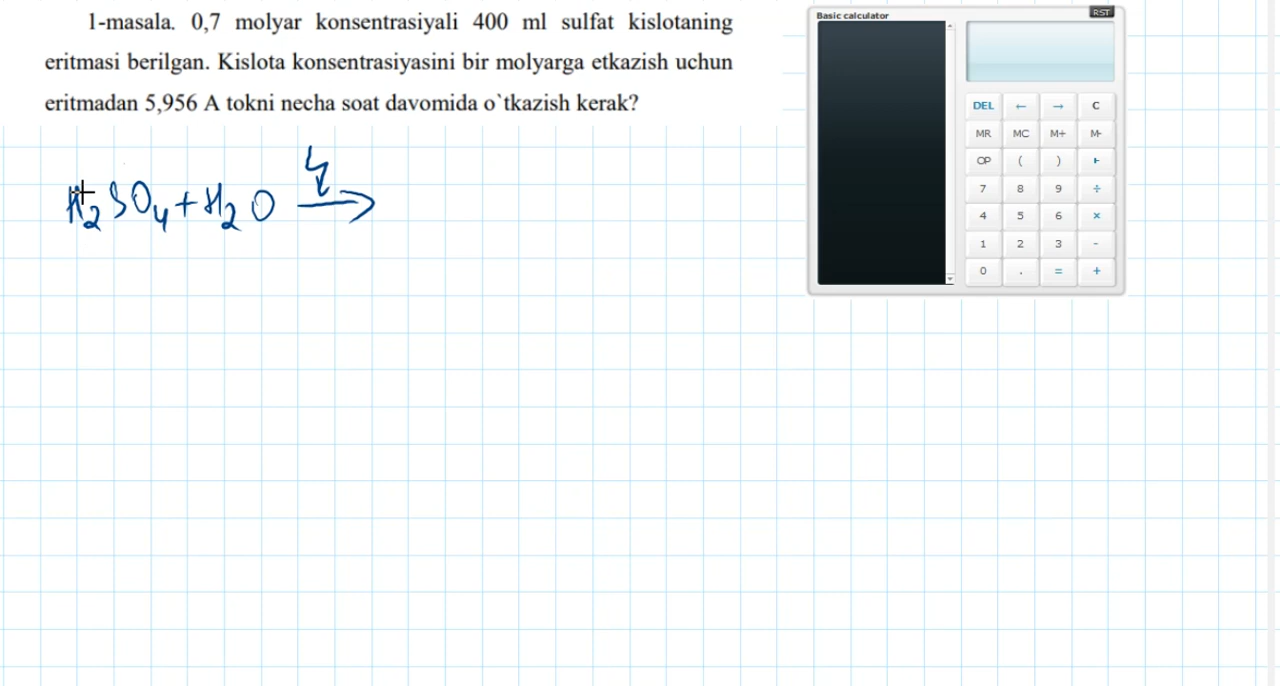 1-masala. 0,7 molyar konsentrasiyali 400 ml sulfat kislotaning
eritmasi berilgan. Kislota konsentrasiyasini bir molyarga etkazish uchun
eritmadan 5,956 A tokni necha soat davomida o`tkazish kerak?
H₂SO₄ + H₂O →
Basic calculator
RST
DEL ← → C
MR MC M+ M-
OP ( )
7 8 9 ÷
4 5 6 x
1 2 3 -
0 . = +